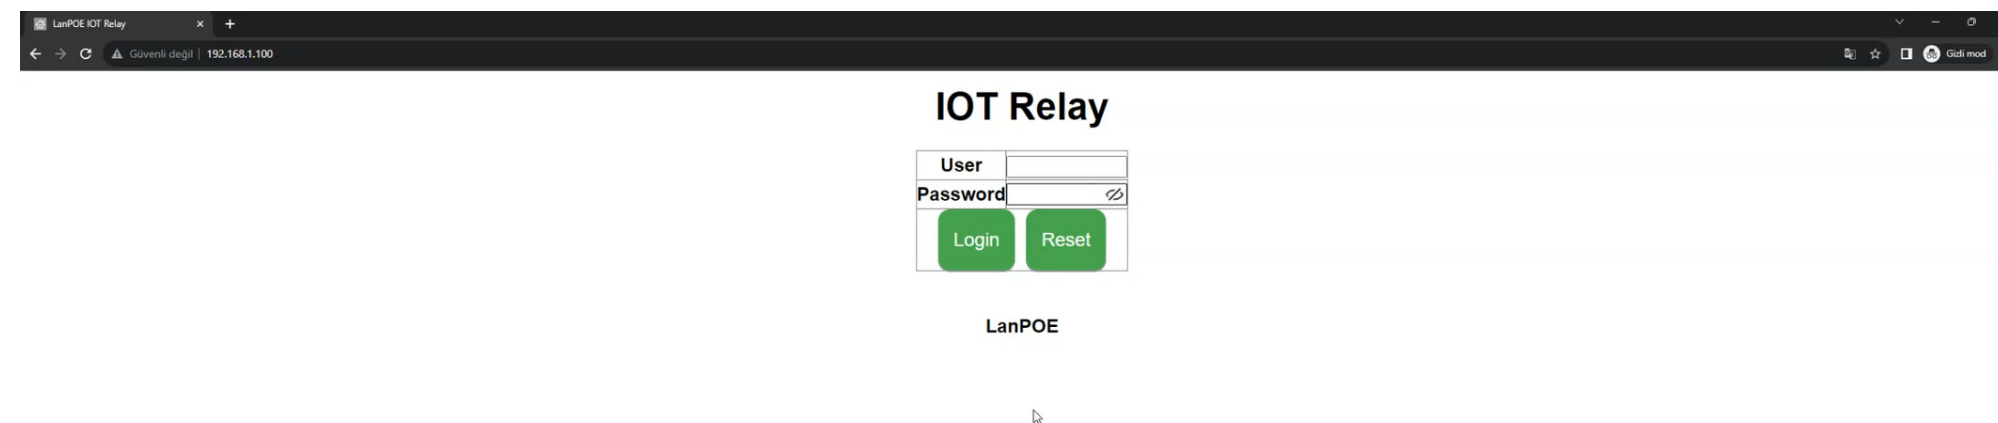 LanPOE IOT Relay
Güvenli değil 192.168.1.100 Gizli mod
IOT Relay
User
Password
Login Reset
LanPOE